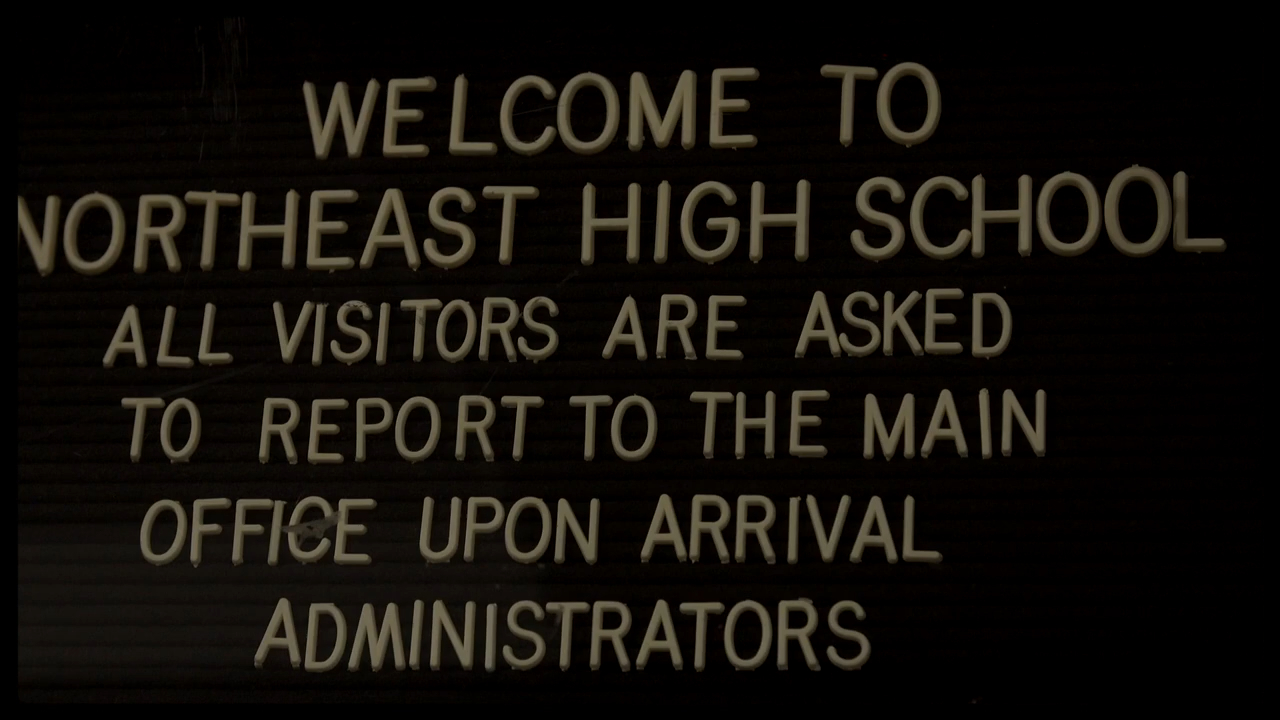 WELCOME TO
NORTHEAST HIGH SCHOOL
ALL VISITORS ARE ASKED
TO REPORT TO THE MAIN
OFFICE UPON ARRIVAL
ADMINISTRATORS